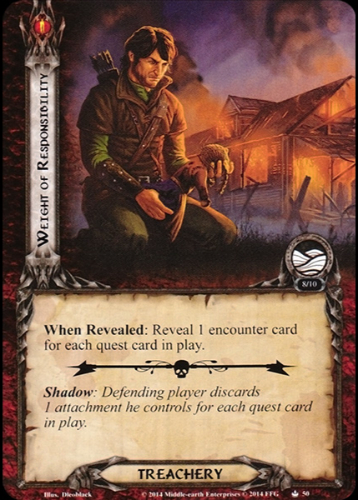 Weight of Responsibility
8/10
When Revealed: Reveal 1 encounter card
for each quest card in play.
Shadow: Defending player discards
1 attachment he controls for each quest card
in play.
TREACHERY
Illus. Dleoblack © 2014 Middle-earth Enterprises © 2014 FFG 50